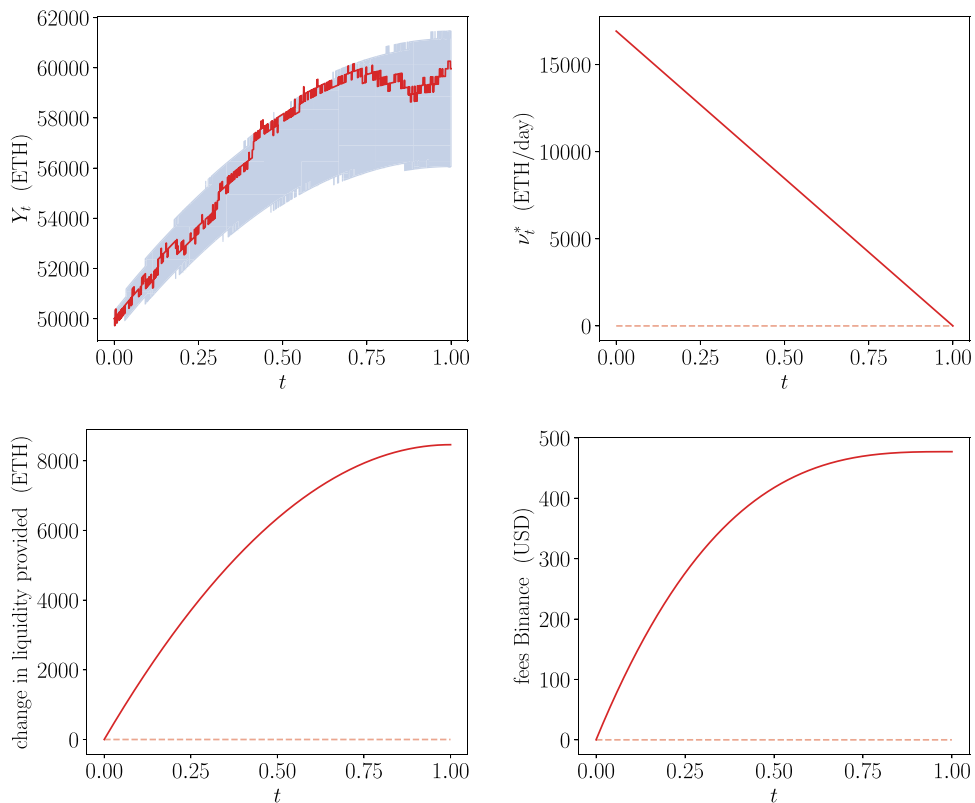 62000
60000
58000
56000
54000
52000
50000
Y_t (ETH)
0.00 0.25 0.50 0.75 1.00
t
15000
10000
5000
0
ν_t^* (ETH/day)
0.00 0.25 0.50 0.75 1.00
t
8000
6000
4000
2000
0
change in liquidity provided (ETH)
0.00 0.25 0.50 0.75 1.00
t
500
400
300
200
100
0
fees Binance (USD)
0.00 0.25 0.50 0.75 1.00
t